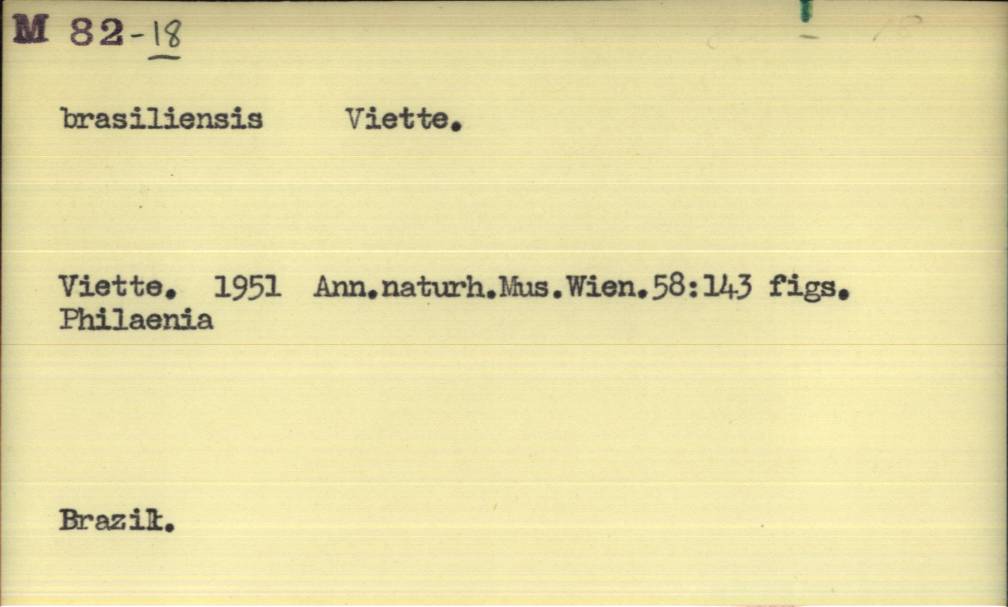 M 82-18
brasiliensis Viette.
Viette. 1951 Ann.naturh.Mus.Wien.58:143 figs.
Philaenia
Brazil.